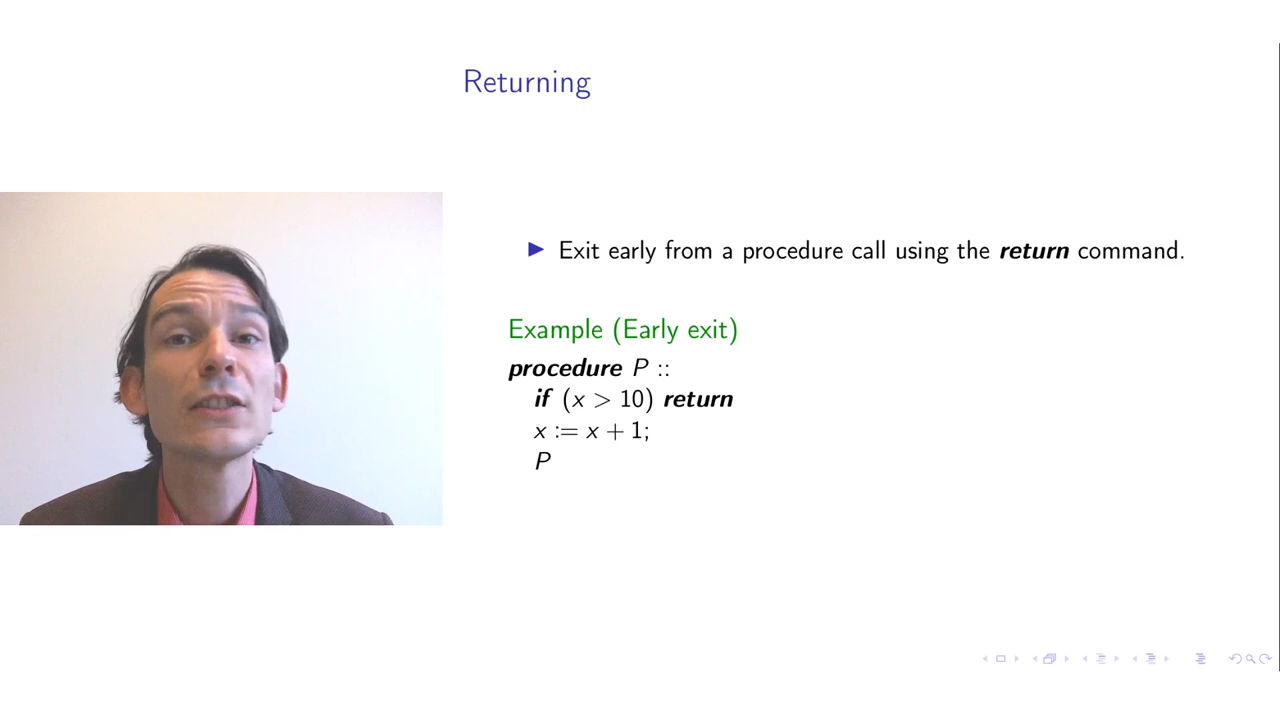 Returning
Exit early from a procedure call using the return command.
Example (Early exit)
procedure P ::
if (x > 10) return
x := x + 1;
P